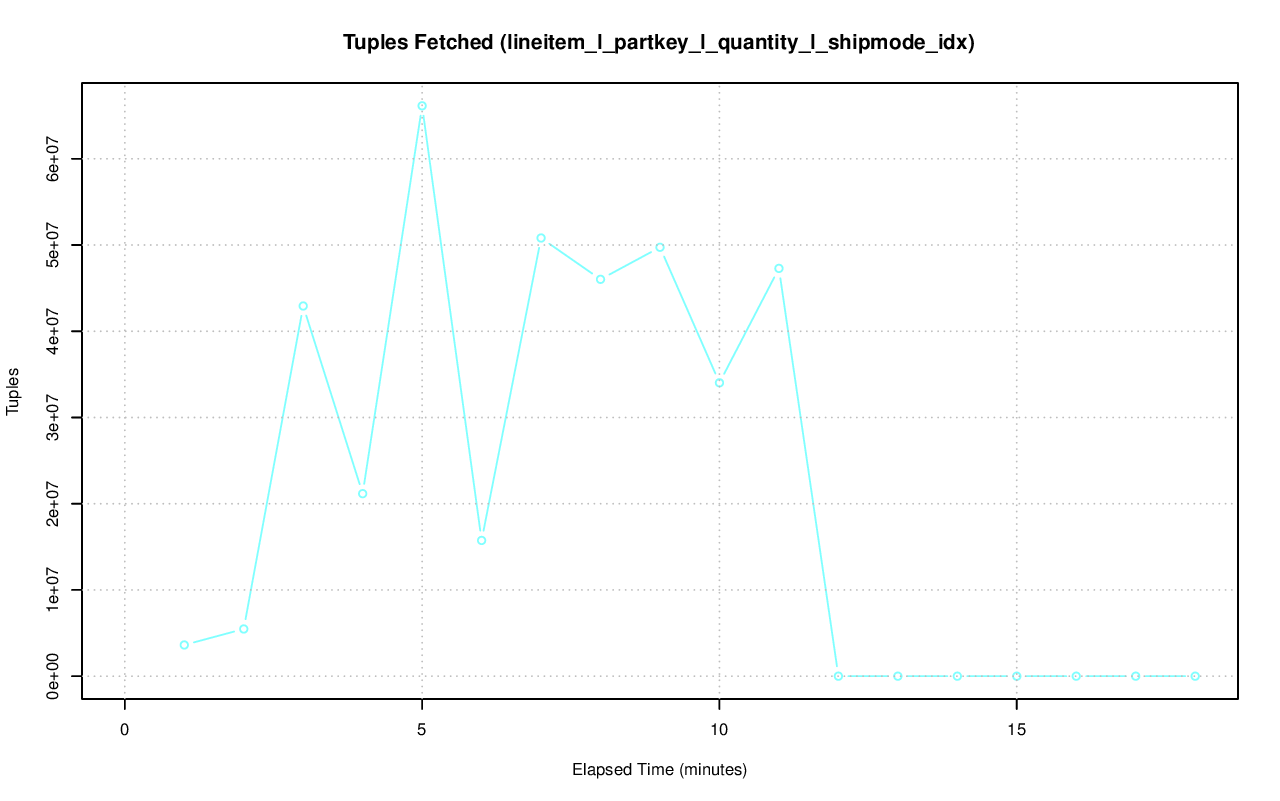 Tuples Fetched (lineitem_l_partkey_l_quantity_l_shipmode_idx)
6e+07
5e+07
4e+07
3e+07
2e+07
1e+07
0e+00
Tuples
0 5 10 15
Elapsed Time (minutes)